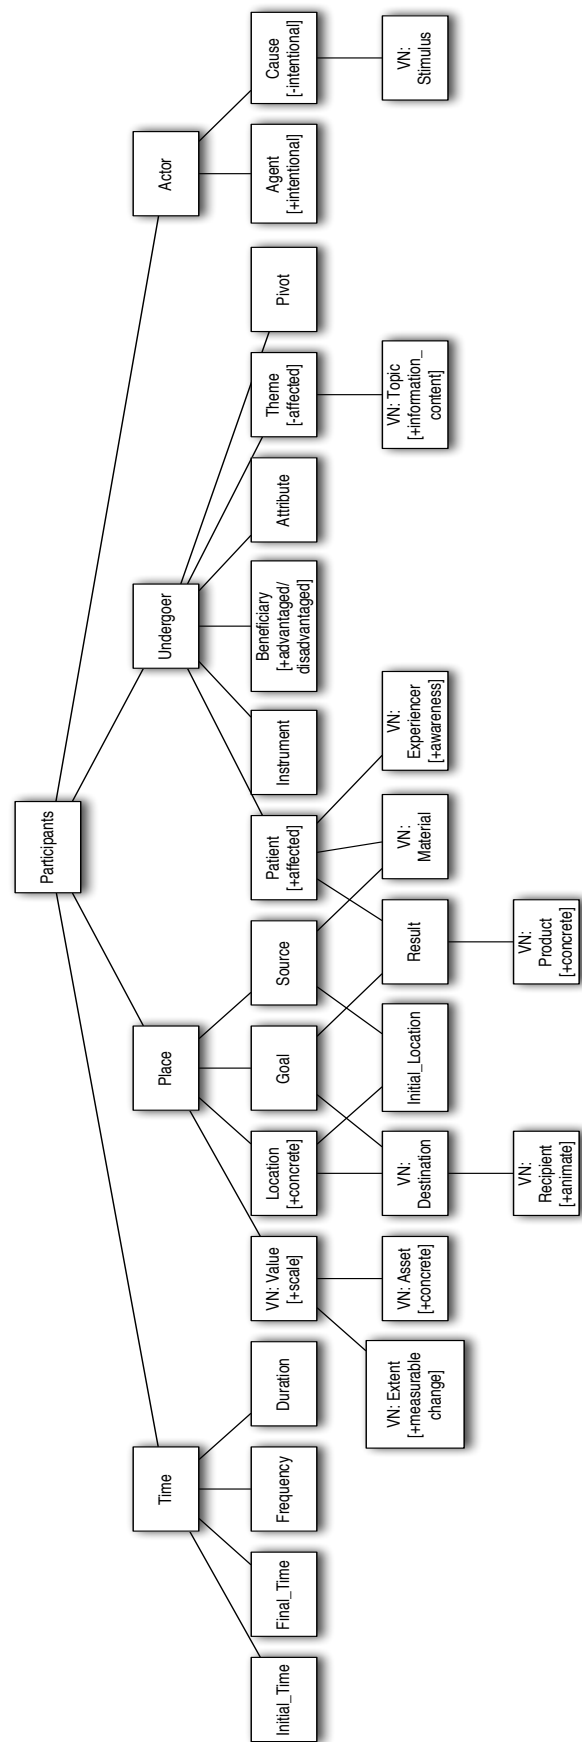 Participants
Time
Place
Undergoer
Actor
Initial_Time
Final_Time
Frequency
Duration
VN: Value
[+scale]
Location
[+concrete]
Goal
Source
Patient
[+affected]
Instrument
Beneficiary
[+advantaged/
disadvantaged]
Attribute
Theme
[-affected]
Pivot
Agent
[+intentional]
Cause
[-intentional]
VN: Extent
[+measurable
change]
VN: Asset
[+concrete]
VN:
Destination
Initial_Location
Result
VN:
Material
VN:
Experiencer
[+awareness]
VN: Topic
[+information_
content]
VN:
Stimulus
VN:
Recipient
[+animate]
VN:
Product
[+concrete]